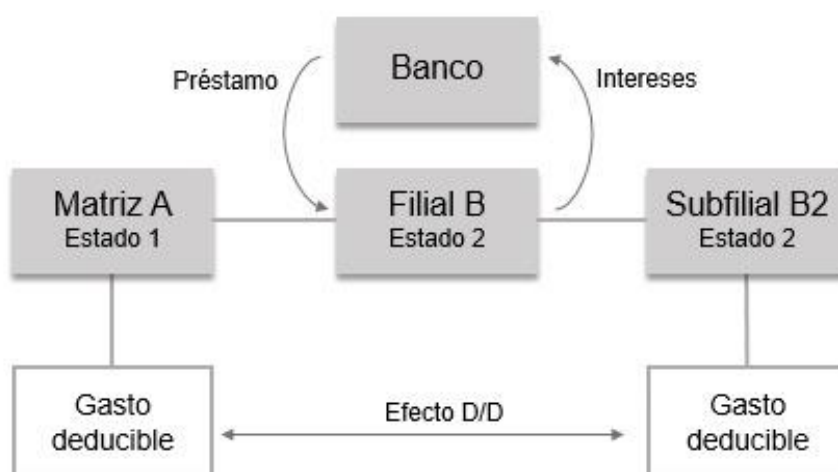 Banco
Préstamo
Intereses
Matriz A
Estado 1
Filial B
Estado 2
Subfilial B2
Estado 2
Gasto
deducible
Efecto D/D
Gasto
deducible